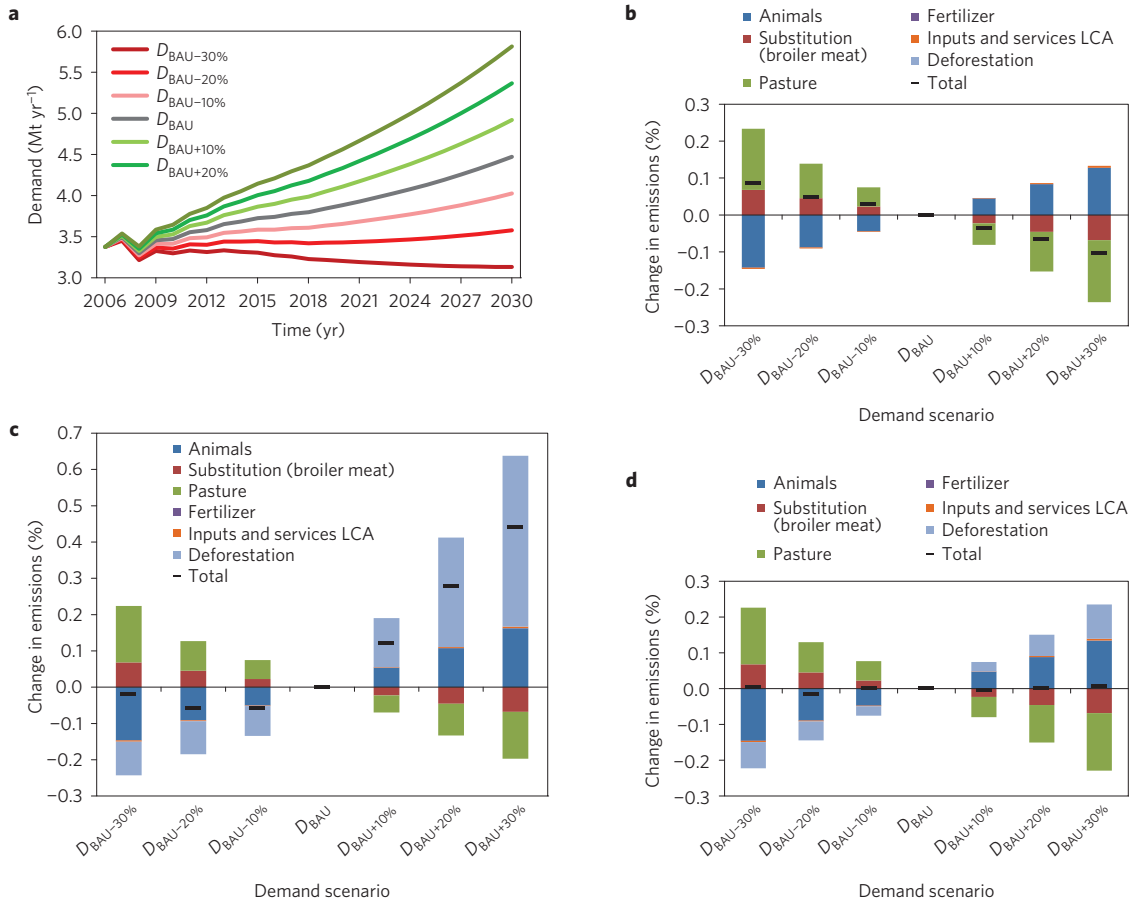 a
Demand (Mt yr⁻¹)
6.0
5.5
5.0
4.5
4.0
3.5
3.0
D_BAU−30%
D_BAU−20%
D_BAU−10%
D_BAU
D_BAU+10%
D_BAU+20%
2006 2009 2012 2015 2018 2021 2024 2027 2030
Time (yr)
b
Animals
Substitution
(broiler meat)
Pasture
Fertilizer
Inputs and services LCA
Deforestation
Total
Change in emissions (%)
0.3
0.2
0.1
0.0
−0.1
−0.2
−0.3
D_BAU−30%
D_BAU−20%
D_BAU−10%
D_BAU
D_BAU+10%
D_BAU+20%
D_BAU+30%
Demand scenario
c
Change in emissions (%)
0.7
0.6
0.5
0.4
0.3
0.2
0.1
0.0
−0.1
−0.2
−0.3
Animals
Substitution (broiler meat)
Pasture
Fertilizer
Inputs and services LCA
Deforestation
Total
D_BAU−30%
D_BAU−20%
D_BAU−10%
D_BAU
D_BAU+10%
D_BAU+20%
D_BAU+30%
Demand scenario
d
Animals
Substitution
(broiler meat)
Pasture
Fertilizer
Inputs and services LCA
Deforestation
Total
Change in emissions (%)
0.3
0.2
0.1
0.0
−0.1
−0.2
−0.3
D_BAU−30%
D_BAU−20%
D_BAU−10%
D_BAU
D_BAU+10%
D_BAU+20%
D_BAU+30%
Demand scenario